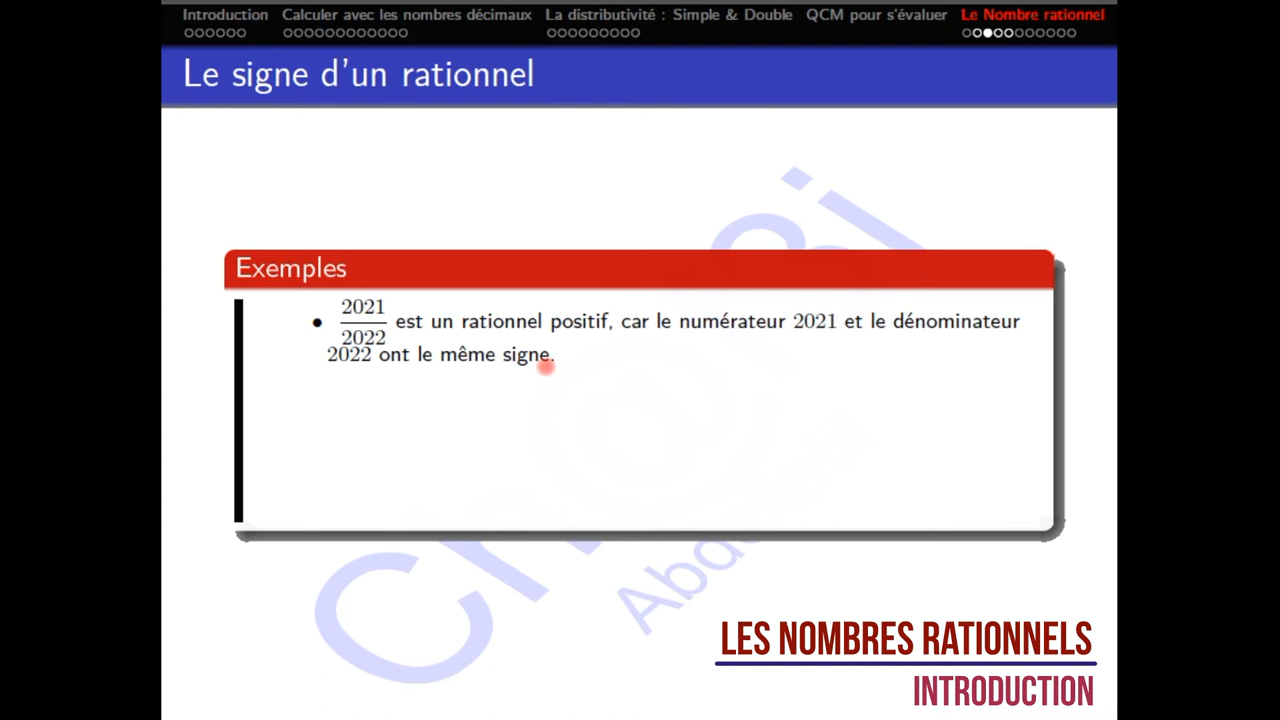 Introduction Calculer avec les nombres décimaux La distributivité : Simple & Double QCM pour s'évaluer Le Nombre rationnel
Le signe d'un rationnel
Exemples
• 2021/2022 est un rationnel positif, car le numérateur 2021 et le dénominateur
2022 ont le même signe.
Abdellatif
LES NOMBRES RATIONNELS
INTRODUCTION